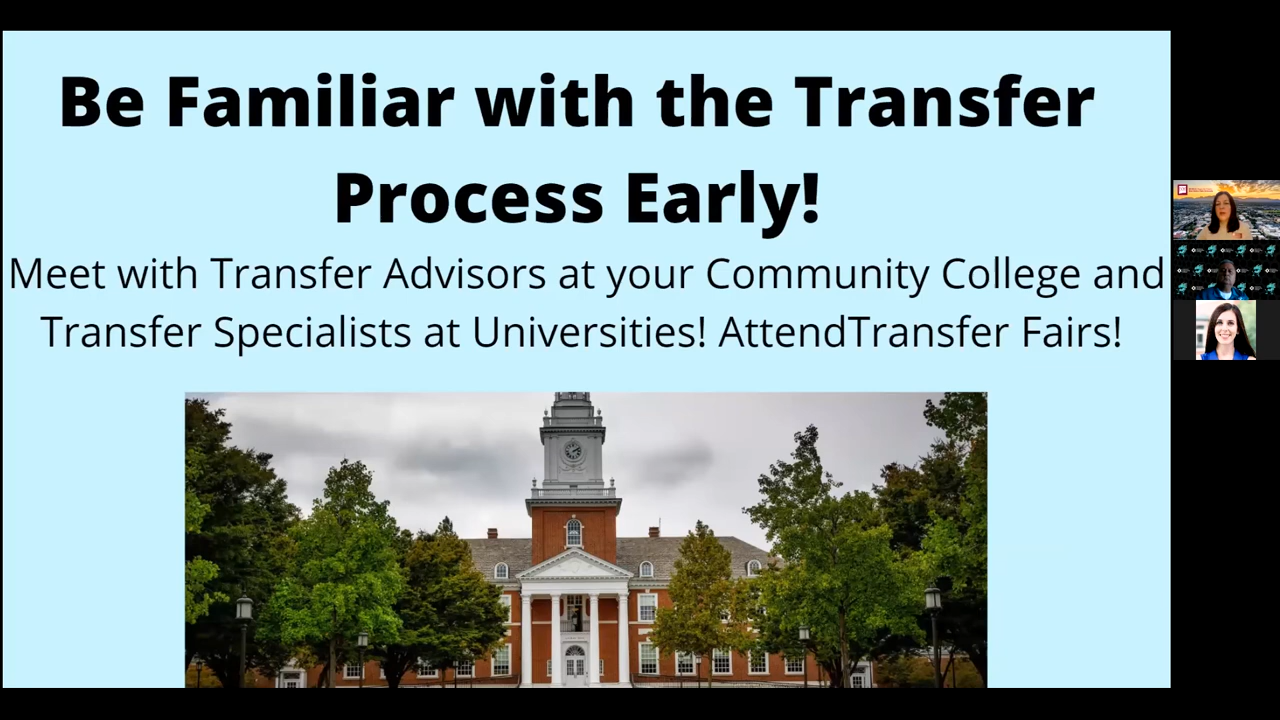 Be Familiar with the Transfer
Process Early!
Meet with Transfer Advisors at your Community College and
Transfer Specialists at Universities! AttendTransfer Fairs!